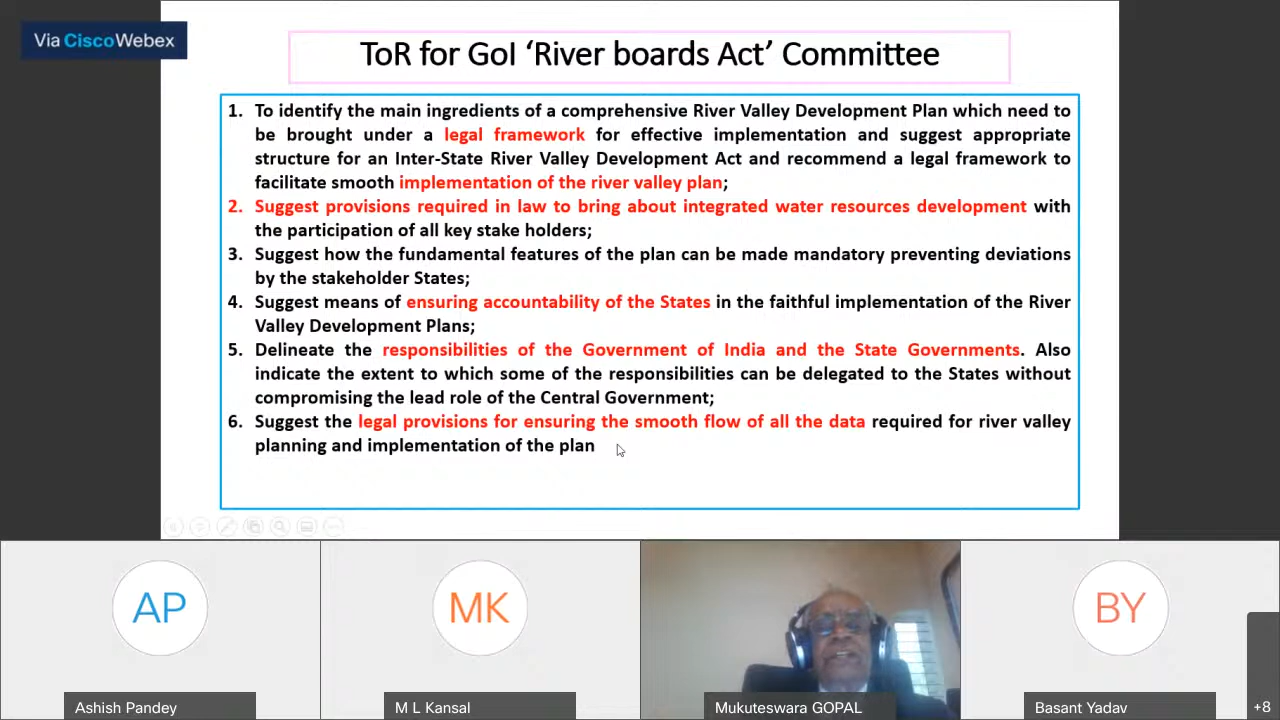 Via Cisco Webex
ToR for GoI ‘River boards Act’ Committee
1. To identify the main ingredients of a comprehensive River Valley Development Plan which need to
be brought under a legal framework for effective implementation and suggest appropriate
structure for an Inter-State River Valley Development Act and recommend a legal framework to
facilitate smooth implementation of the river valley plan;
2. Suggest provisions required in law to bring about integrated water resources development with
the participation of all key stake holders;
3. Suggest how the fundamental features of the plan can be made mandatory preventing deviations
by the stakeholder States;
4. Suggest means of ensuring accountability of the States in the faithful implementation of the River
Valley Development Plans;
5. Delineate the responsibilities of the Government of India and the State Governments. Also
indicate the extent to which some of the responsibilities can be delegated to the States without
compromising the lead role of the Central Government;
6. Suggest the legal provisions for ensuring the smooth flow of all the data required for river valley
planning and implementation of the plan
AP
MK
BY
Ashish Pandey
M L Kansal
Mukuteswara GOPAL
Basant Yadav
+8